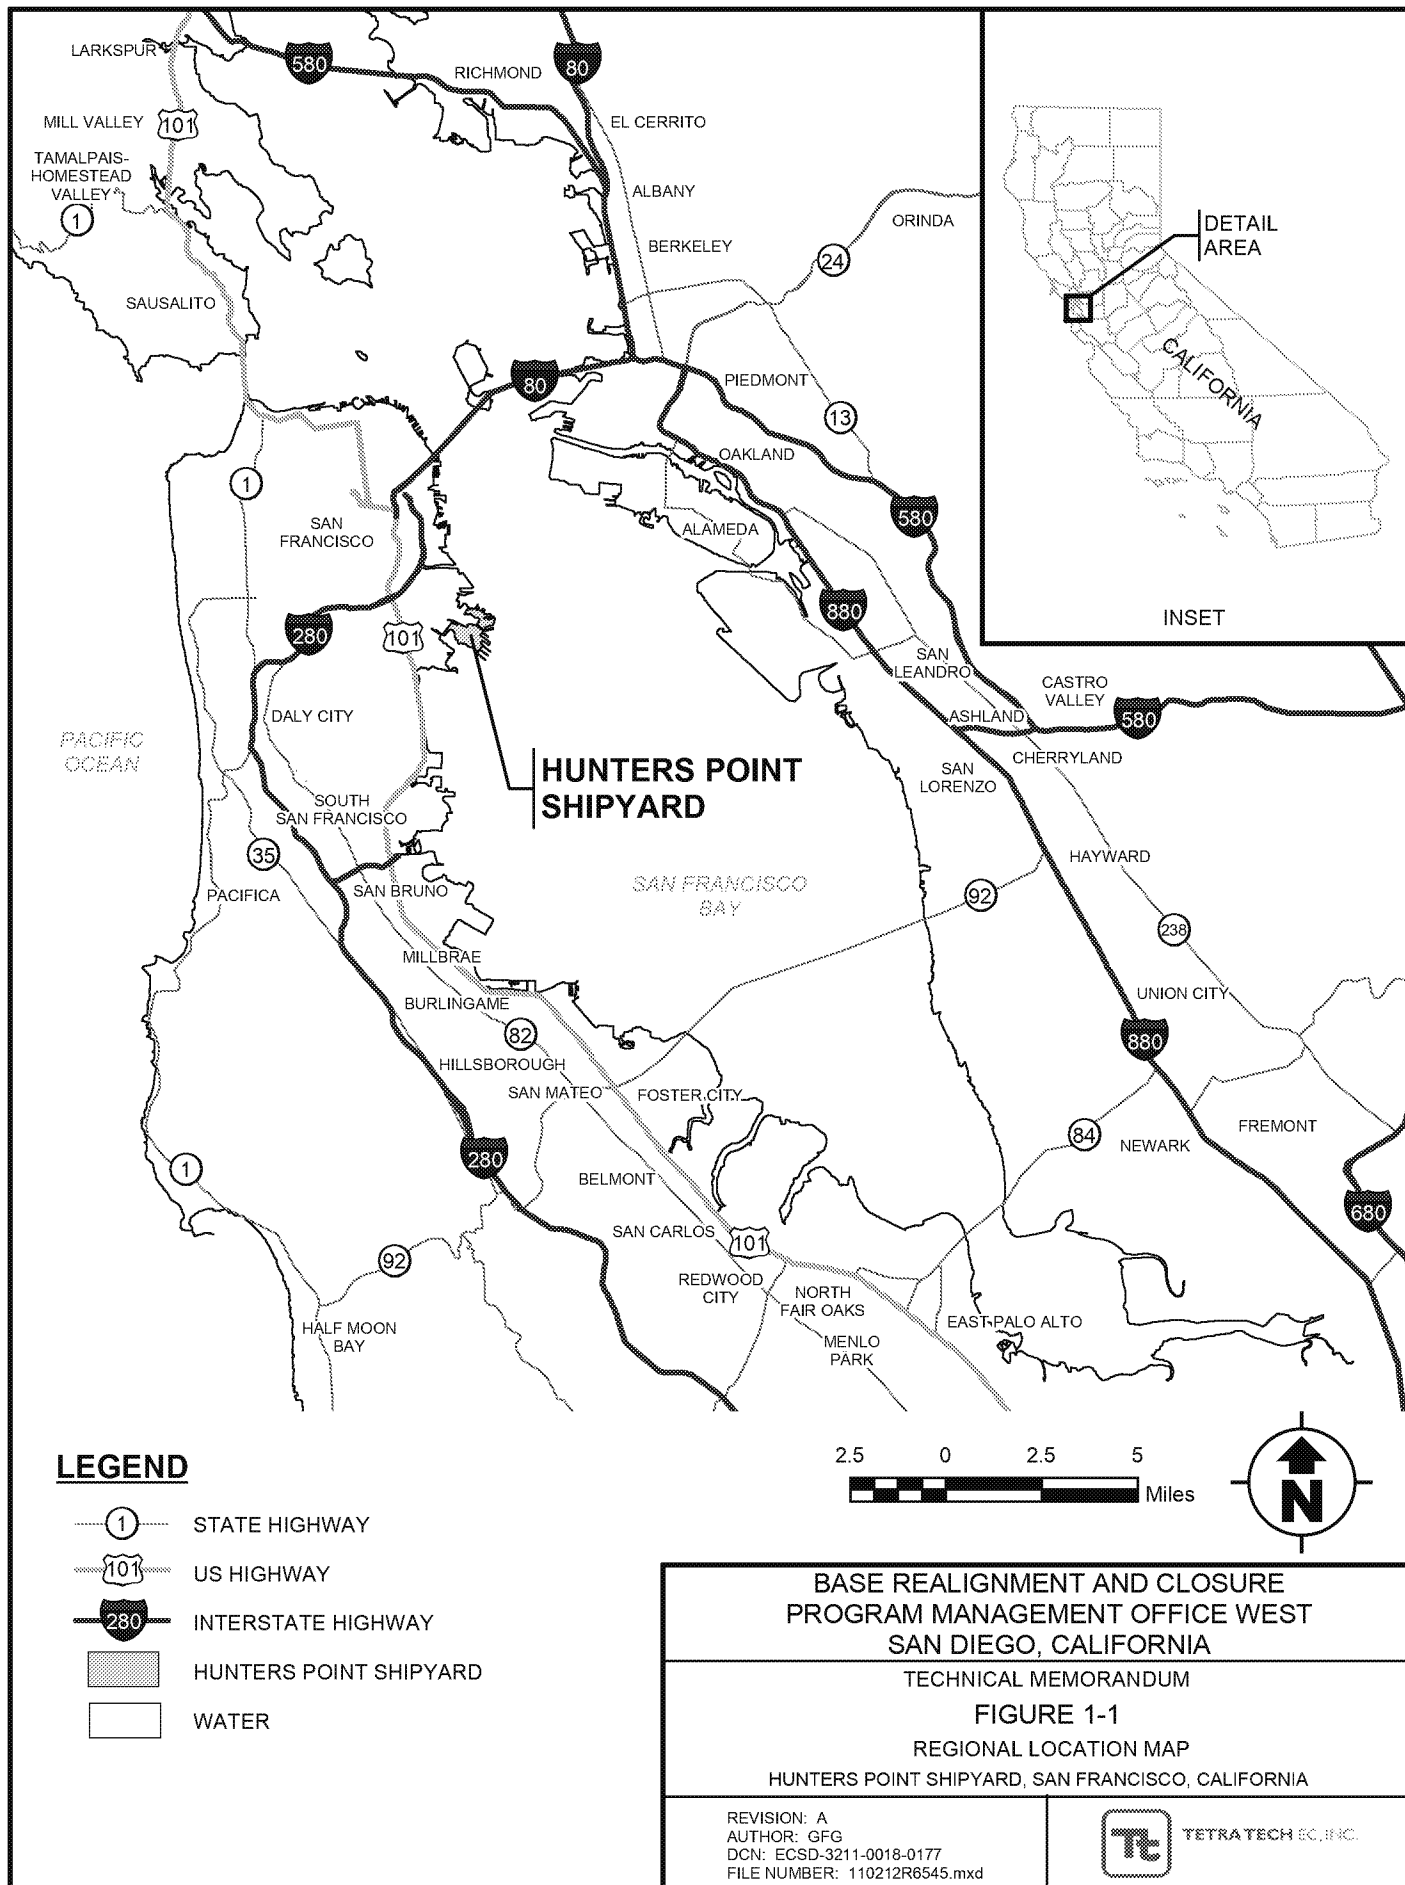 LARKSPUR
580
RICHMOND
80
MILL VALLEY
101
EL CERRITO
TAMALPAIS-
HOMESTEAD
VALLEY
1
ALBANY
ORINDA
BERKELEY
24
SAUSALITO
80
PIEDMONT
13
OAKLAND
1
SAN
FRANCISCO
ALAMEDA
580
880
280
101
SAN
LEANDRO
CASTRO
VALLEY
580
ASHLAND
DALY CITY
PACIFIC
OCEAN
CHERRYLAND
HUNTERS POINT
SHIPYARD
SAN
LORENZO
SOUTH
SAN FRANCISCO
35
HAYWARD
SAN FRANCISCO
BAY
92
PACIFICA
SAN BRUNO
238
MILLBRAE
UNION CITY
BURLINGAME
82
880
HILLSBOROUGH
SAN MATEO
FOSTER CITY
84
FREMONT
NEWARK
280
1
BELMONT
680
SAN CARLOS
101
92
REDWOOD
CITY
NORTH
FAIR OAKS
EAST PALO ALTO
HALF MOON
BAY
MENLO
PARK
DETAIL
AREA
CALIFORNIA
INSET
LEGEND
1 STATE HIGHWAY
101 US HIGHWAY
280 INTERSTATE HIGHWAY
HUNTERS POINT SHIPYARD
WATER
2.5 0 2.5 5
Miles
N
BASE REALIGNMENT AND CLOSURE
PROGRAM MANAGEMENT OFFICE WEST
SAN DIEGO, CALIFORNIA
TECHNICAL MEMORANDUM
FIGURE 1-1
REGIONAL LOCATION MAP
HUNTERS POINT SHIPYARD, SAN FRANCISCO, CALIFORNIA
REVISION: A
AUTHOR: GFG
DCN: ECSD-3211-0018-0177
FILE NUMBER: 110212R6545.mxd
Tt TETRA TECH EC, INC.